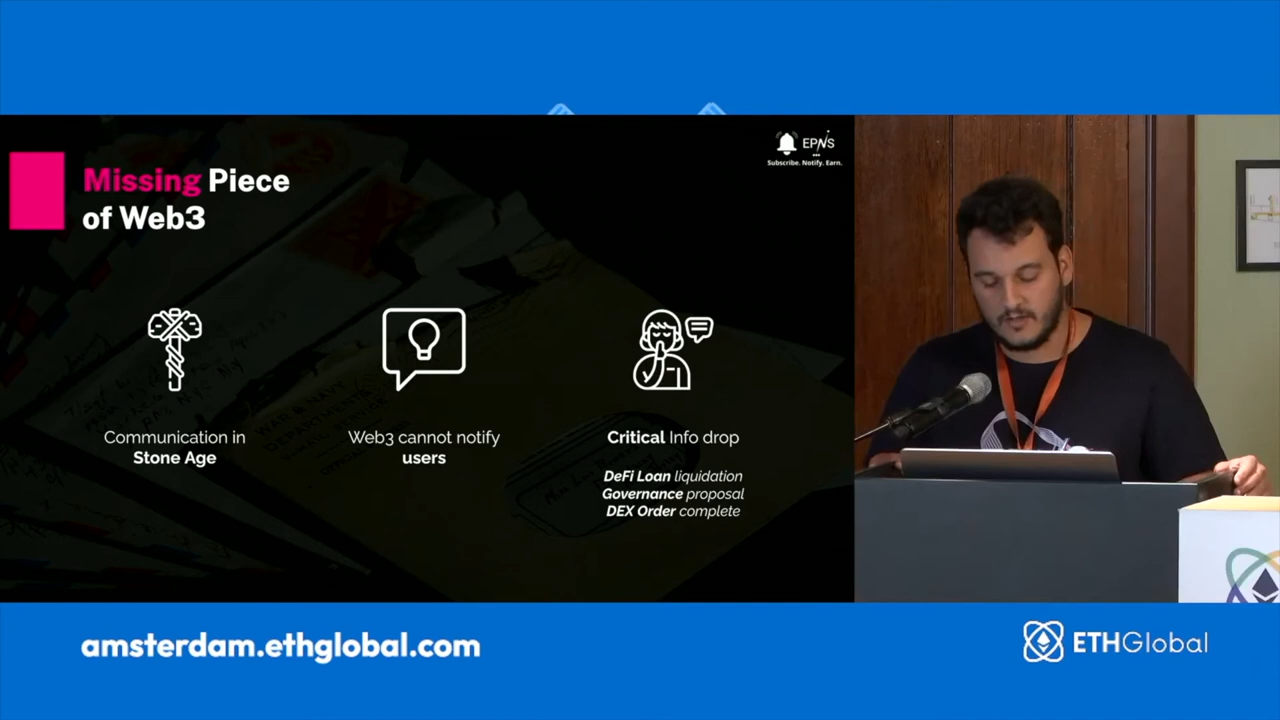 EPNS
Subscribe. Notify. Earn.
Missing Piece
of Web3
Communication in
Stone Age
Web3 cannot notify
users
Critical Info drop
DeFi Loan liquidation
Governance proposal
DEX Order complete
amsterdam.ethglobal.com
ETHGlobal